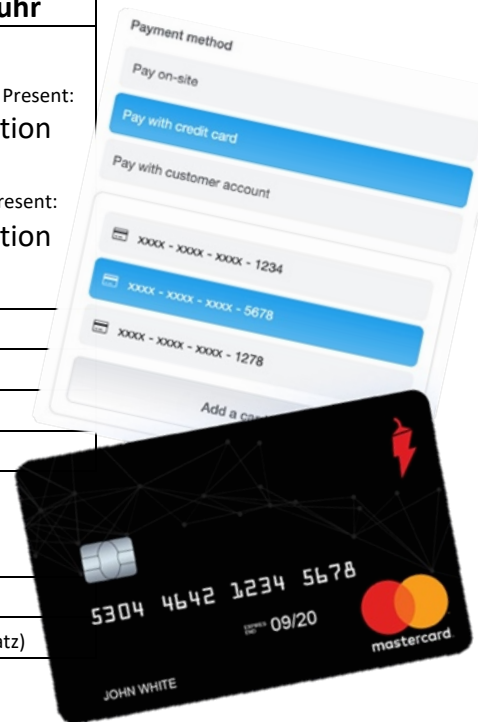 uhr
Present:
tion
resent:
tion
atz)
Payment method
Pay on-site
Pay with credit card
Pay with customer account
xxxx - xxxx - xxxx - 1234
xxxx - xxxx - xxxx - 5678
xxxx - xxxx - xxxx - 1278
Add a
5304 4642 1234 5678
09/20
JOHN WHITE
mastercard